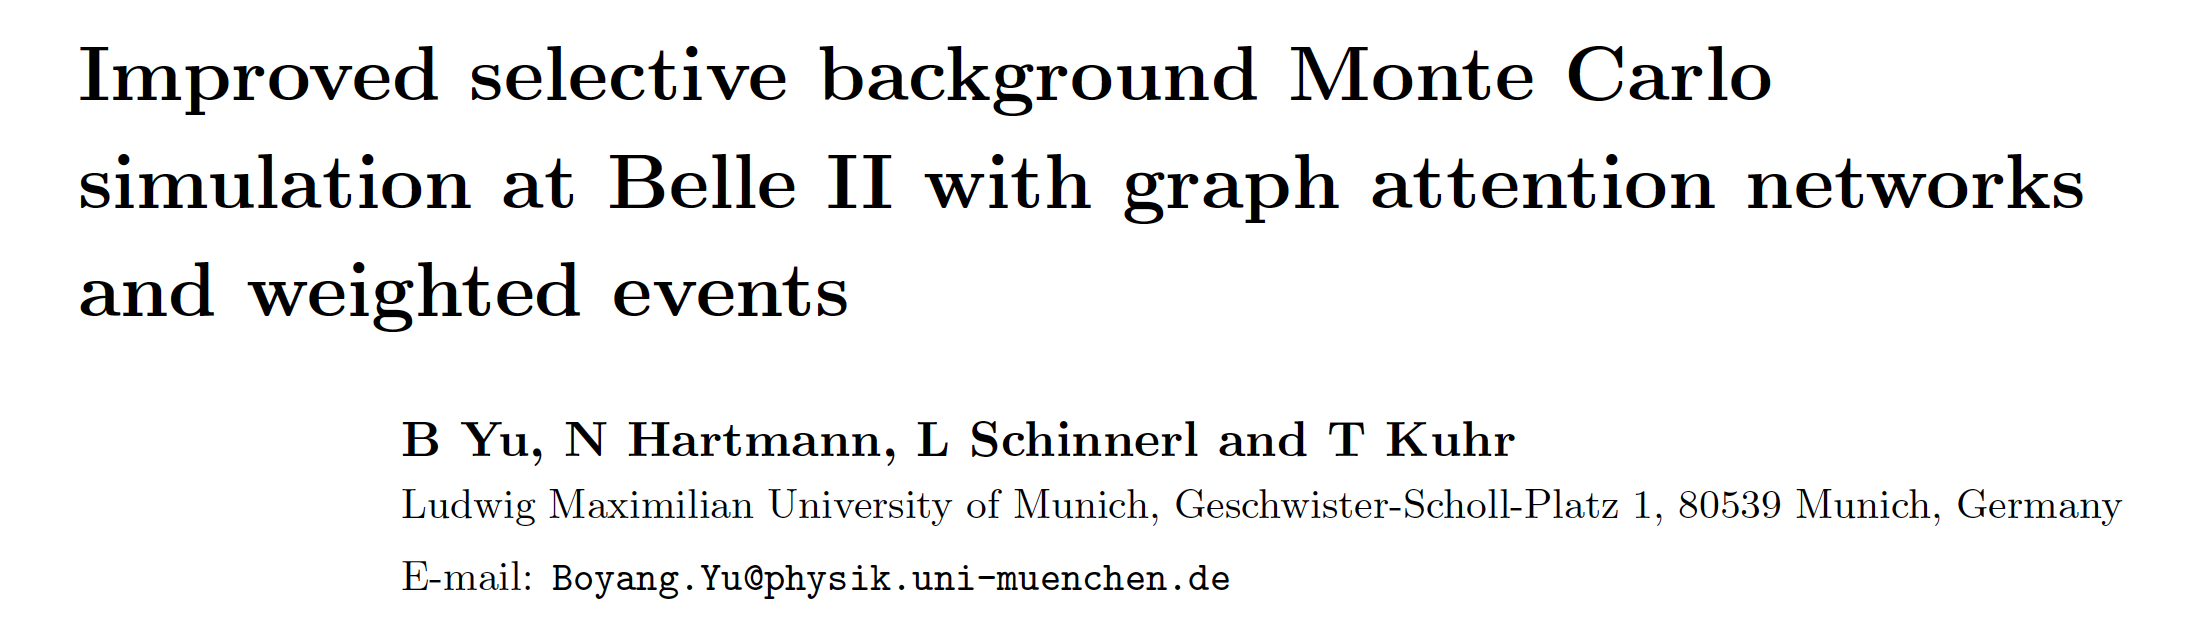 Improved selective background Monte Carlo
simulation at Belle II with graph attention networks
and weighted events
B Yu, N Hartmann, L Schinnerl and T Kuhr
Ludwig Maximilian University of Munich, Geschwister-Scholl-Platz 1, 80539 Munich, Germany
E-mail: Boyang.Yu@physik.uni-muenchen.de